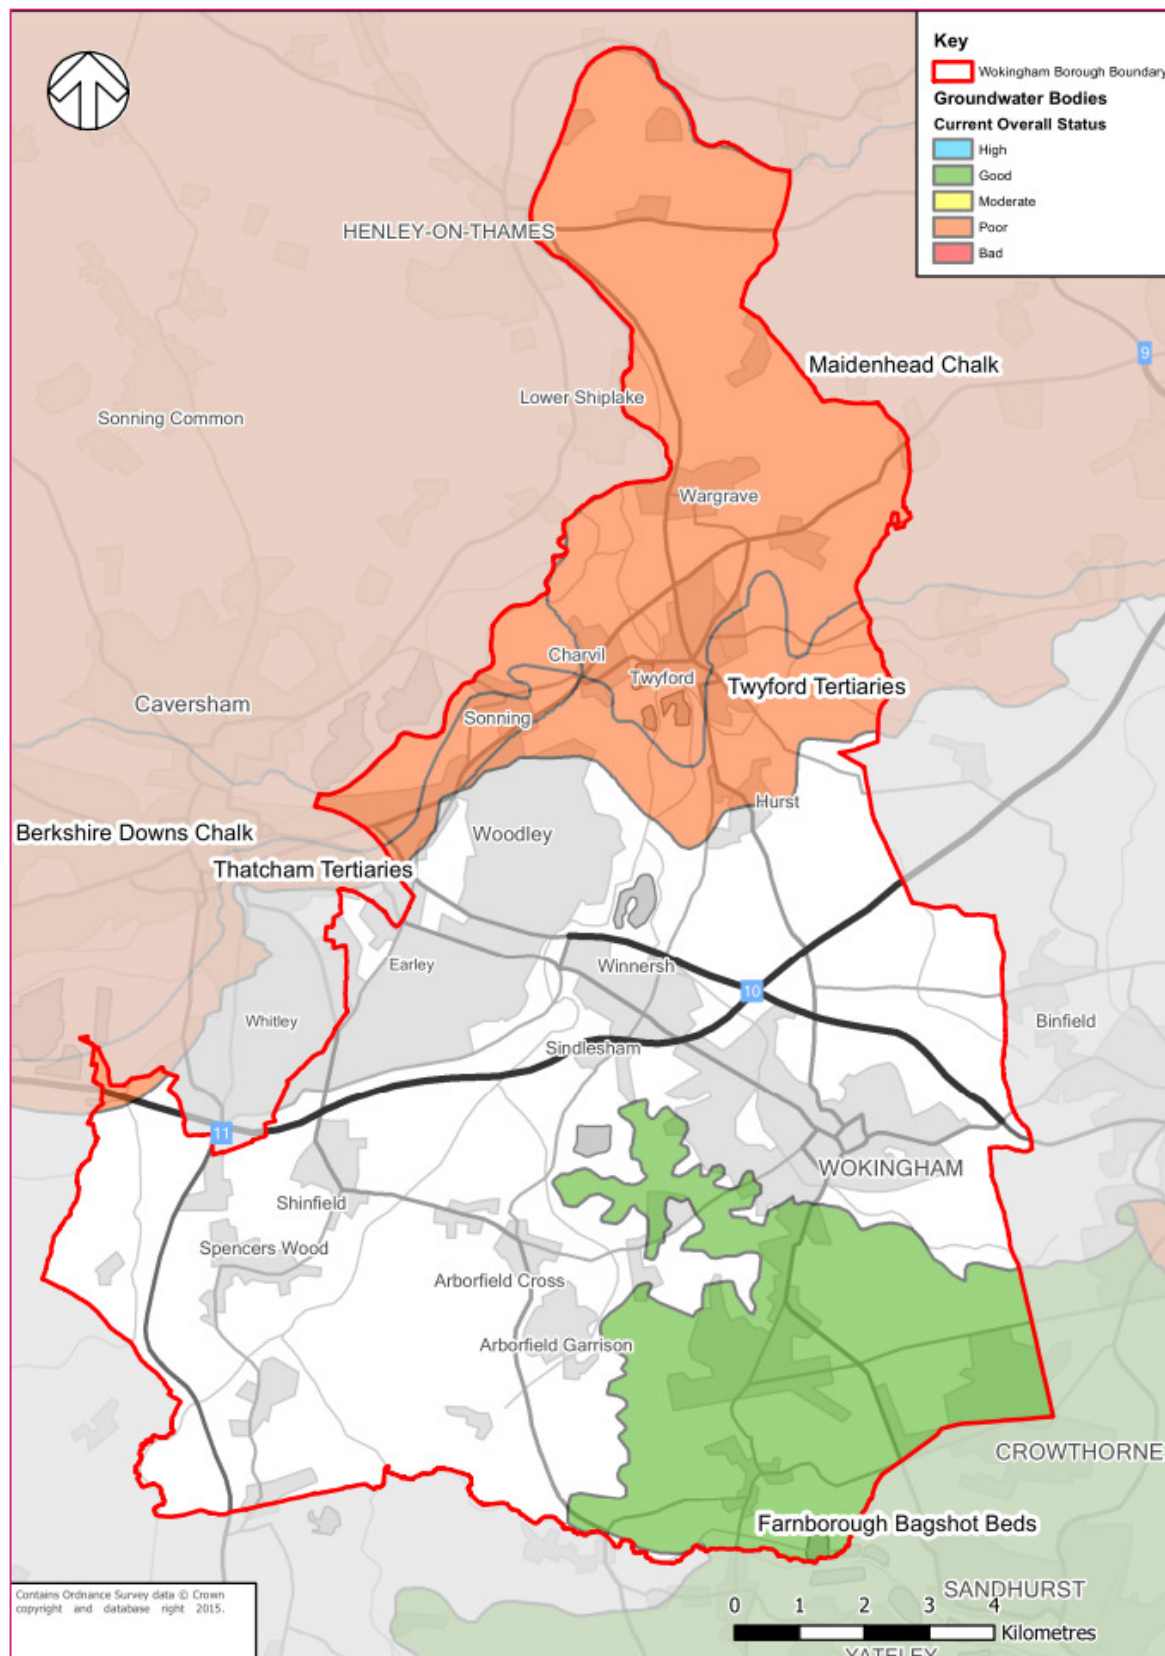 Key
Wokingham Borough Boundary
Groundwater Bodies
Current Overall Status
High
Good
Moderate
Poor
Bad
HENLEY-ON-THAMES
9
Maidenhead Chalk
Lower Shiplake
Sonning Common
Wargrave
Charvil
Twyford
Twyford Tertiaries
Caversham
Sonning
Hurst
Berkshire Downs Chalk
Woodley
Thatcham Tertiaries
Earley
Winnersh
10
Whitley
Binfield
Sindlesham
11
WOKINGHAM
Shinfield
Spencers Wood
Arborfield Cross
Arborfield Garrison
CROWTHORNE
Farnborough Bagshot Beds
SANDHURST
Contains Ordnance Survey data © Crown
copyright and database right 2015.
0 1 2 3 4
Kilometres
YATELEY